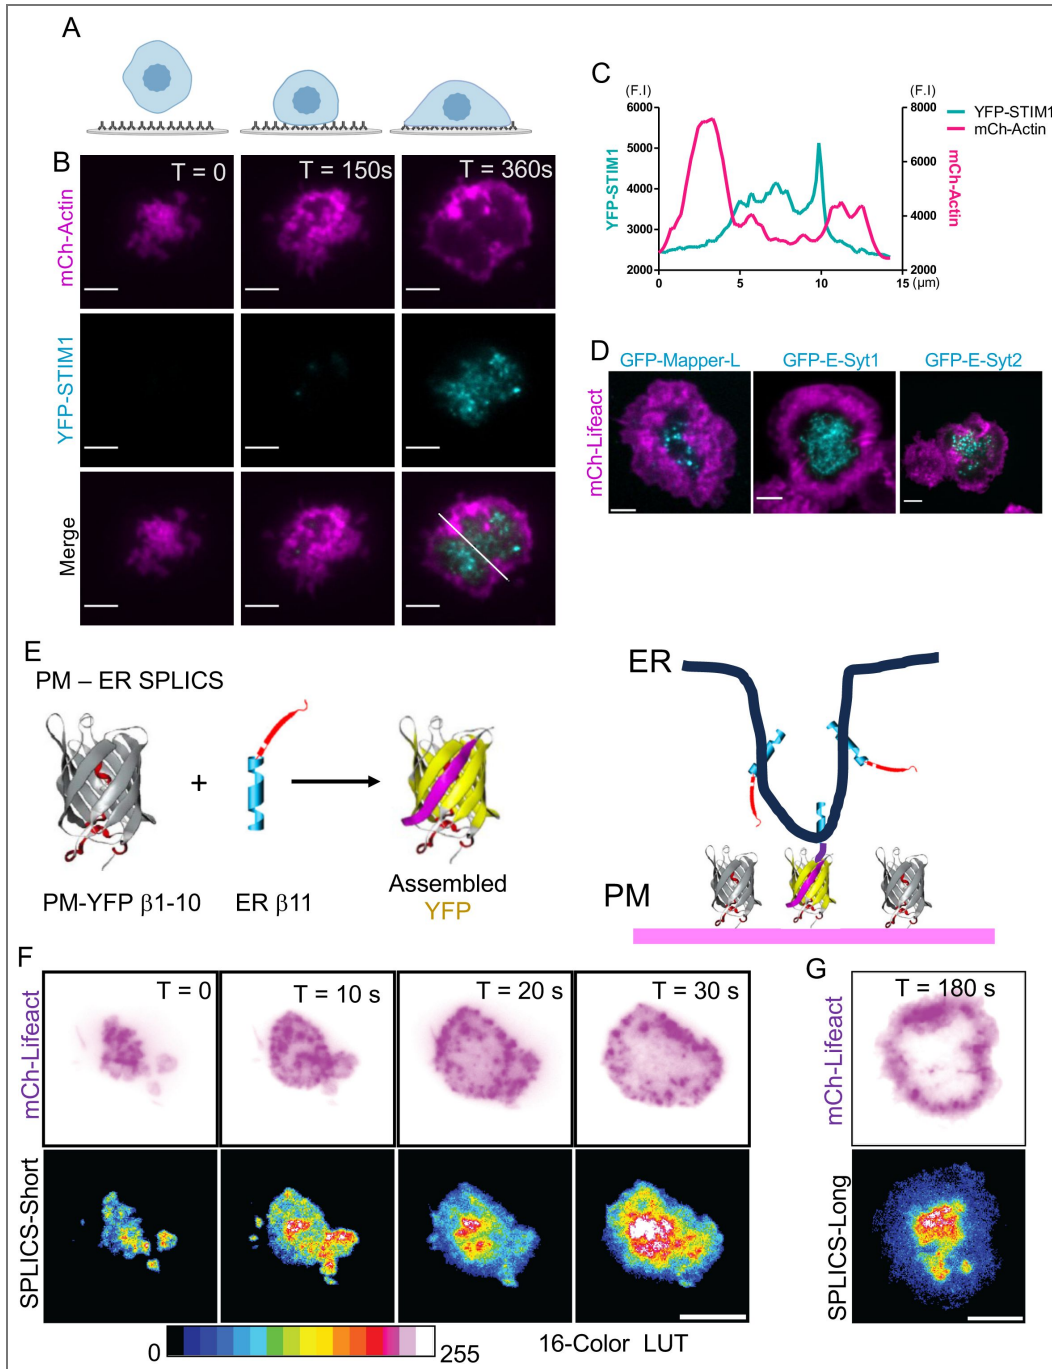 A
B
T = 0
T = 150s
T = 360s
mCh-Actin
YFP-STIM1
Merge
C
(F.I)
(F.I)
6000
5000
4000
3000
2000
YFP-STIM1
8000
6000
4000
2000
mCh-Actin
0
5
10
15
(μm)
YFP-STIM1
mCh-Actin
D
GFP-Mapper-L
GFP-E-Syt1
GFP-E-Syt2
mCh-Lifeact
E
PM – ER SPLICS
+
PM-YFP β1-10
ER β11
Assembled
YFP
ER
PM
F
T = 0
T = 10 s
T = 20 s
T = 30 s
mCh-Lifeact
SPLICS-Short
0
255
16-Color LUT
G
T = 180 s
mCh-Lifeact
SPLICS-Long